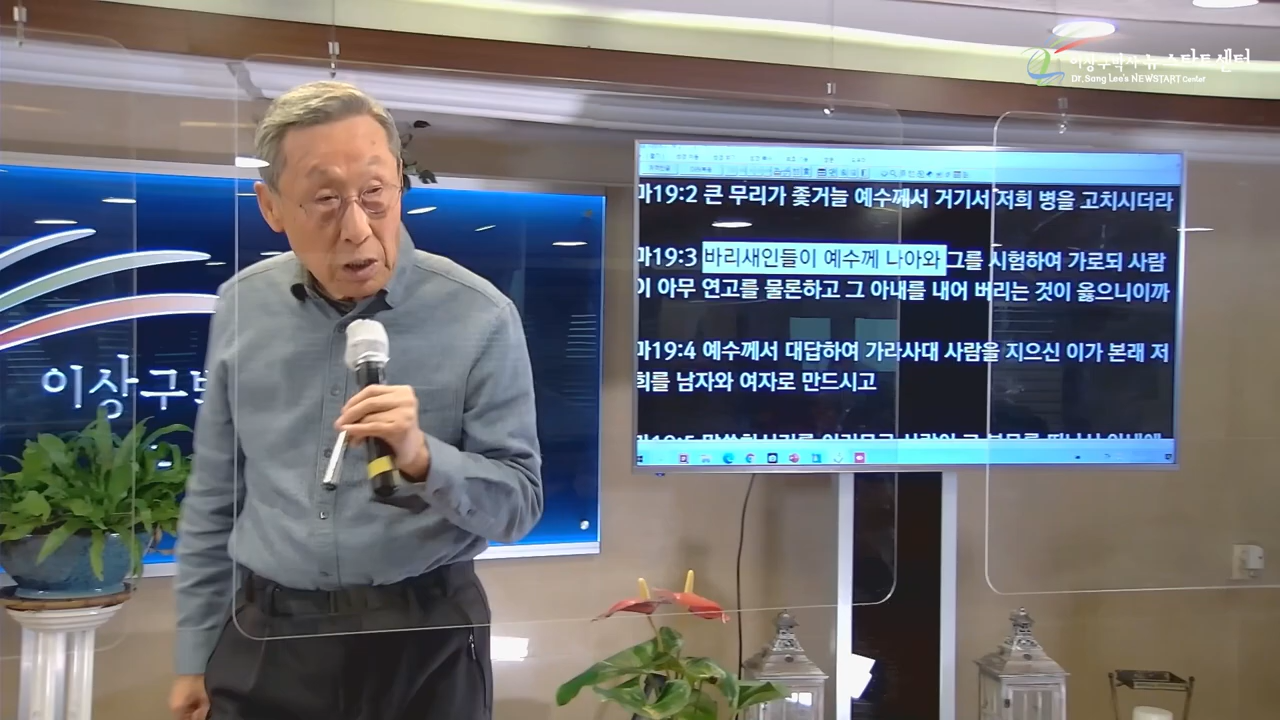 이상구박사 뉴스타트센터
Dr. Sang Lee's NEWSTART Center
마19:2 큰 무리가 좇거늘 예수께서 거기서 저희 병을 고치시더라
마19:3 바리새인들이 예수께 나아와 그를 시험하여 가로되 사람
이 아무 연고를 물론하고 그 아내를 내어 버리는 것이 옳으니이까
마19:4 예수께서 대답하여 가라사대 사람을 지으신 이가 본래 저
희를 남자와 여자로 만드시고
이상구